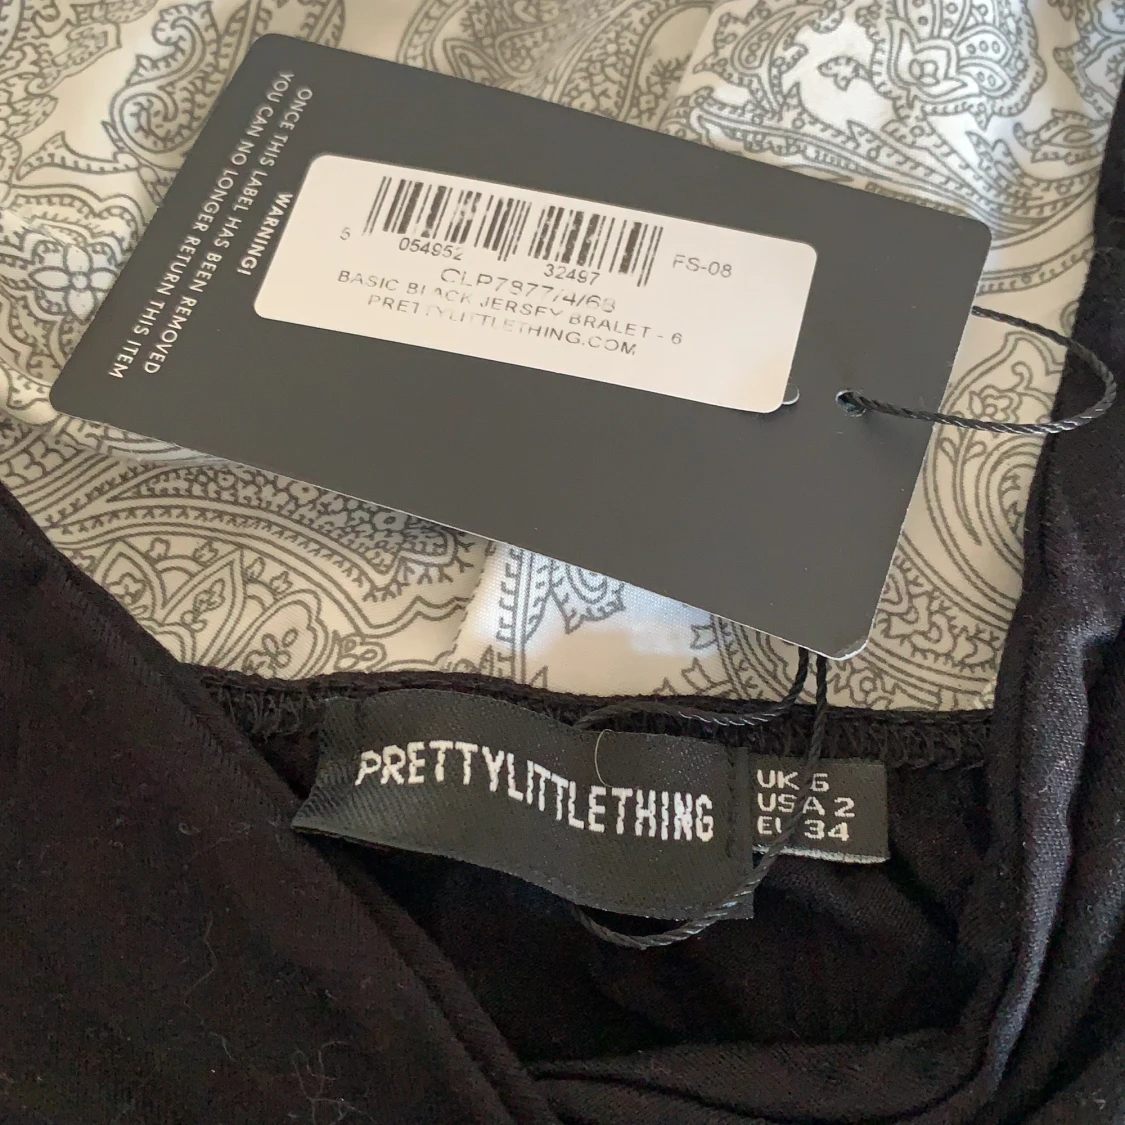 WARNING!
ONCE THIS LABEL HAS BEEN REMOVED
YOU CAN NO LONGER RETURN THIS ITEM
5 054952 32497
FS-08
CLP7877/4/68
BASIC BLACK JERSEY BRALET - 6
PRETTYLITTLETHING.COM
PRETTYLITTLETHING
UK 6
USA 2
EU 34